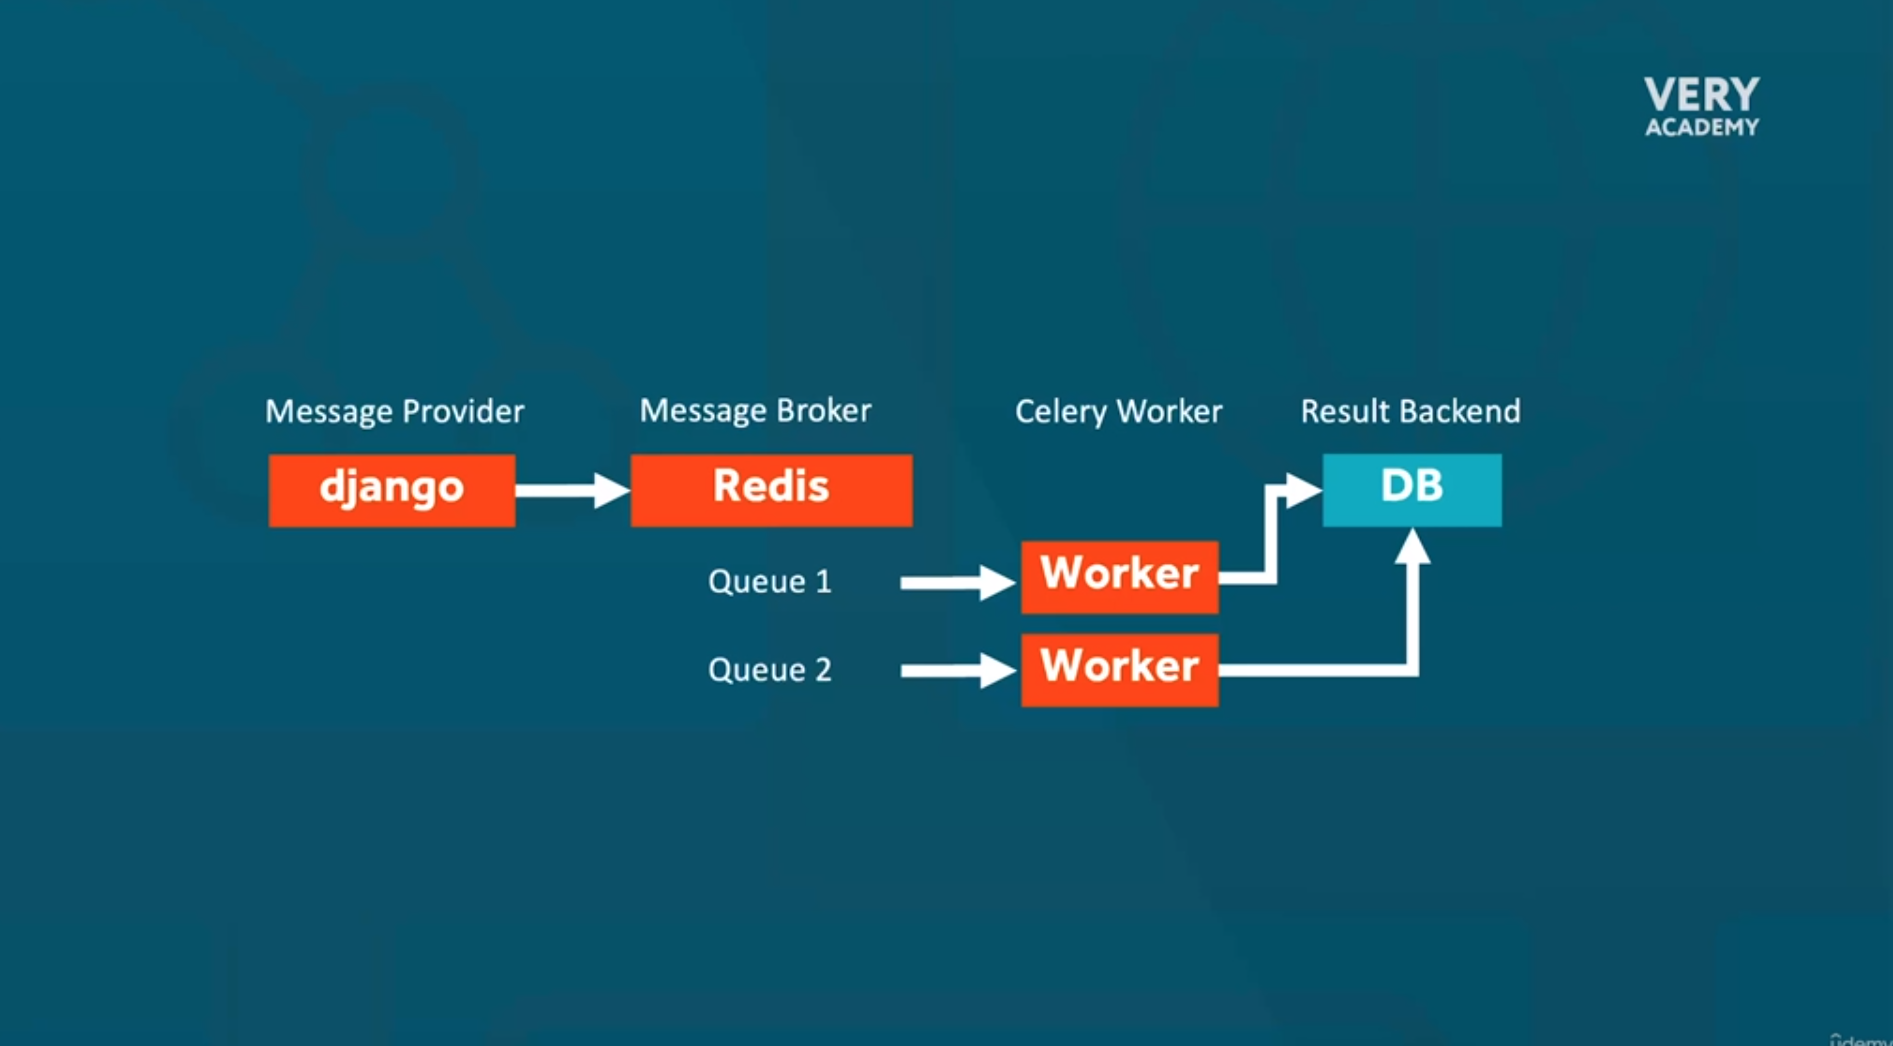 VERY
ACADEMY
Message Provider
Message Broker
Celery Worker
Result Backend
django
Redis
DB
Queue 1
Worker
Queue 2
Worker
ûdemy